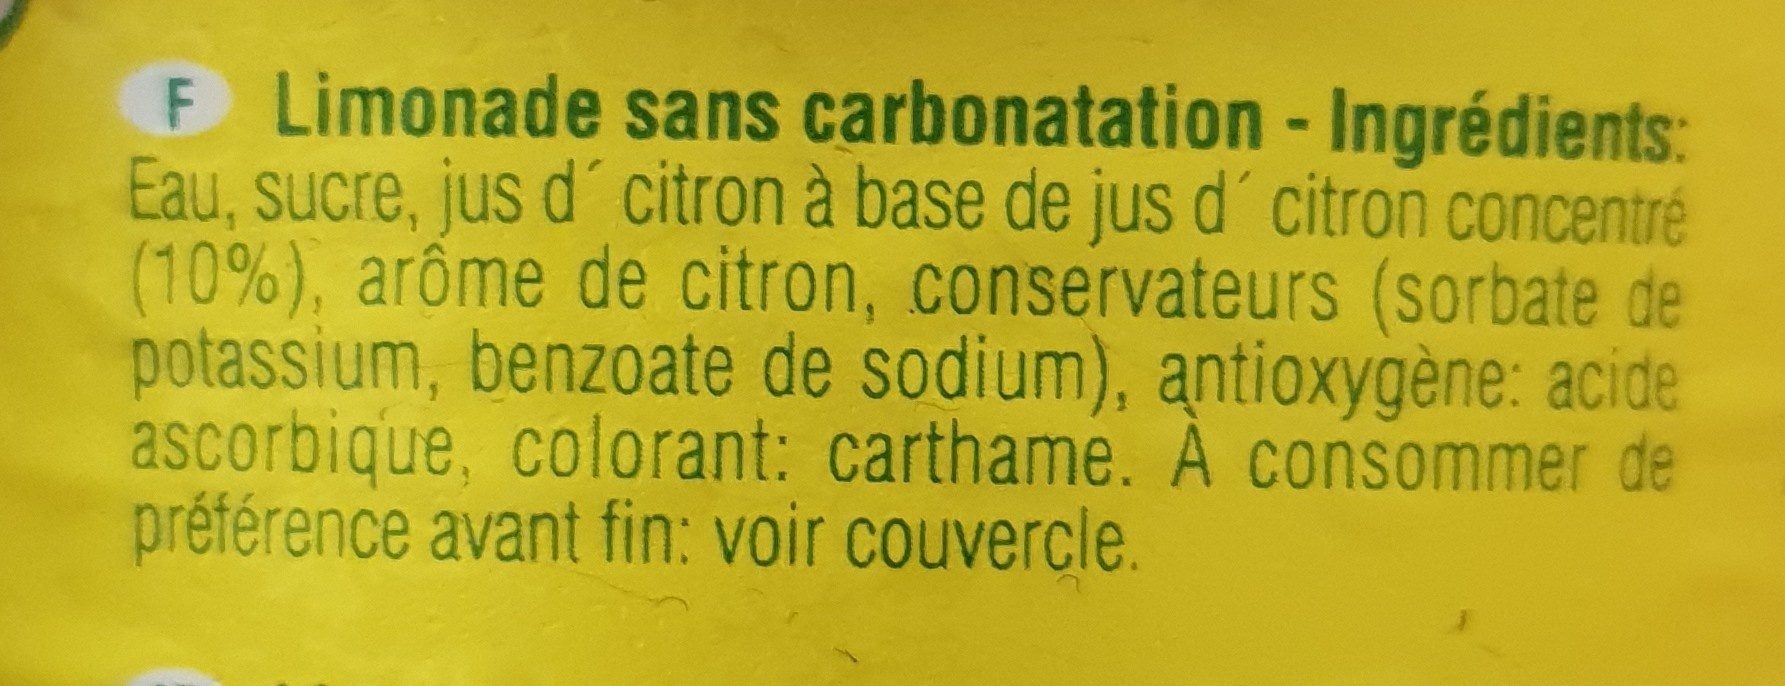 F Limonade sans carbonatation - Ingrédients:
Eau, sucre, jus d´ citron à base de jus d´ citron concentré
(10%), arôme de citron, conservateurs (sorbate de
potassium, benzoate de sodium), antioxygène: acide
ascorbique, colorant: carthame. À consommer de
préférence avant fin: voir couvercle.